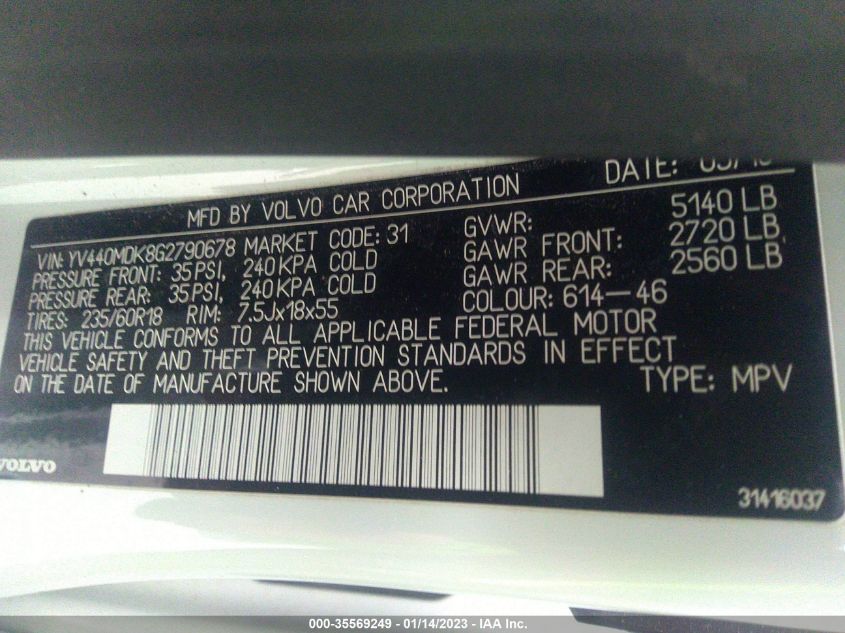 DATE:
MFD BY VOLVO CAR CORPORATION
VIN: YV440MDK8G2790678 MARKET CODE: 31
PRESSURE FRONT: 35 PSI, 240 KPA COLD
PRESSURE REAR: 35 PSI, 240 KPA COLD
TIRES: 235/60R18 RIM: 7.5Jx18x55
GVWR: 5140 LB
GAWR FRONT: 2720 LB
GAWR REAR: 2560 LB
COLOUR: 614-46
THIS VEHICLE CONFORMS TO ALL APPLICABLE FEDERAL MOTOR
VEHICLE SAFETY AND THEFT PREVENTION STANDARDS IN EFFECT
ON THE DATE OF MANUFACTURE SHOWN ABOVE.
TYPE: MPV
VOLVO
31416037
000-35569249 - 01/14/2023 - IAA Inc.